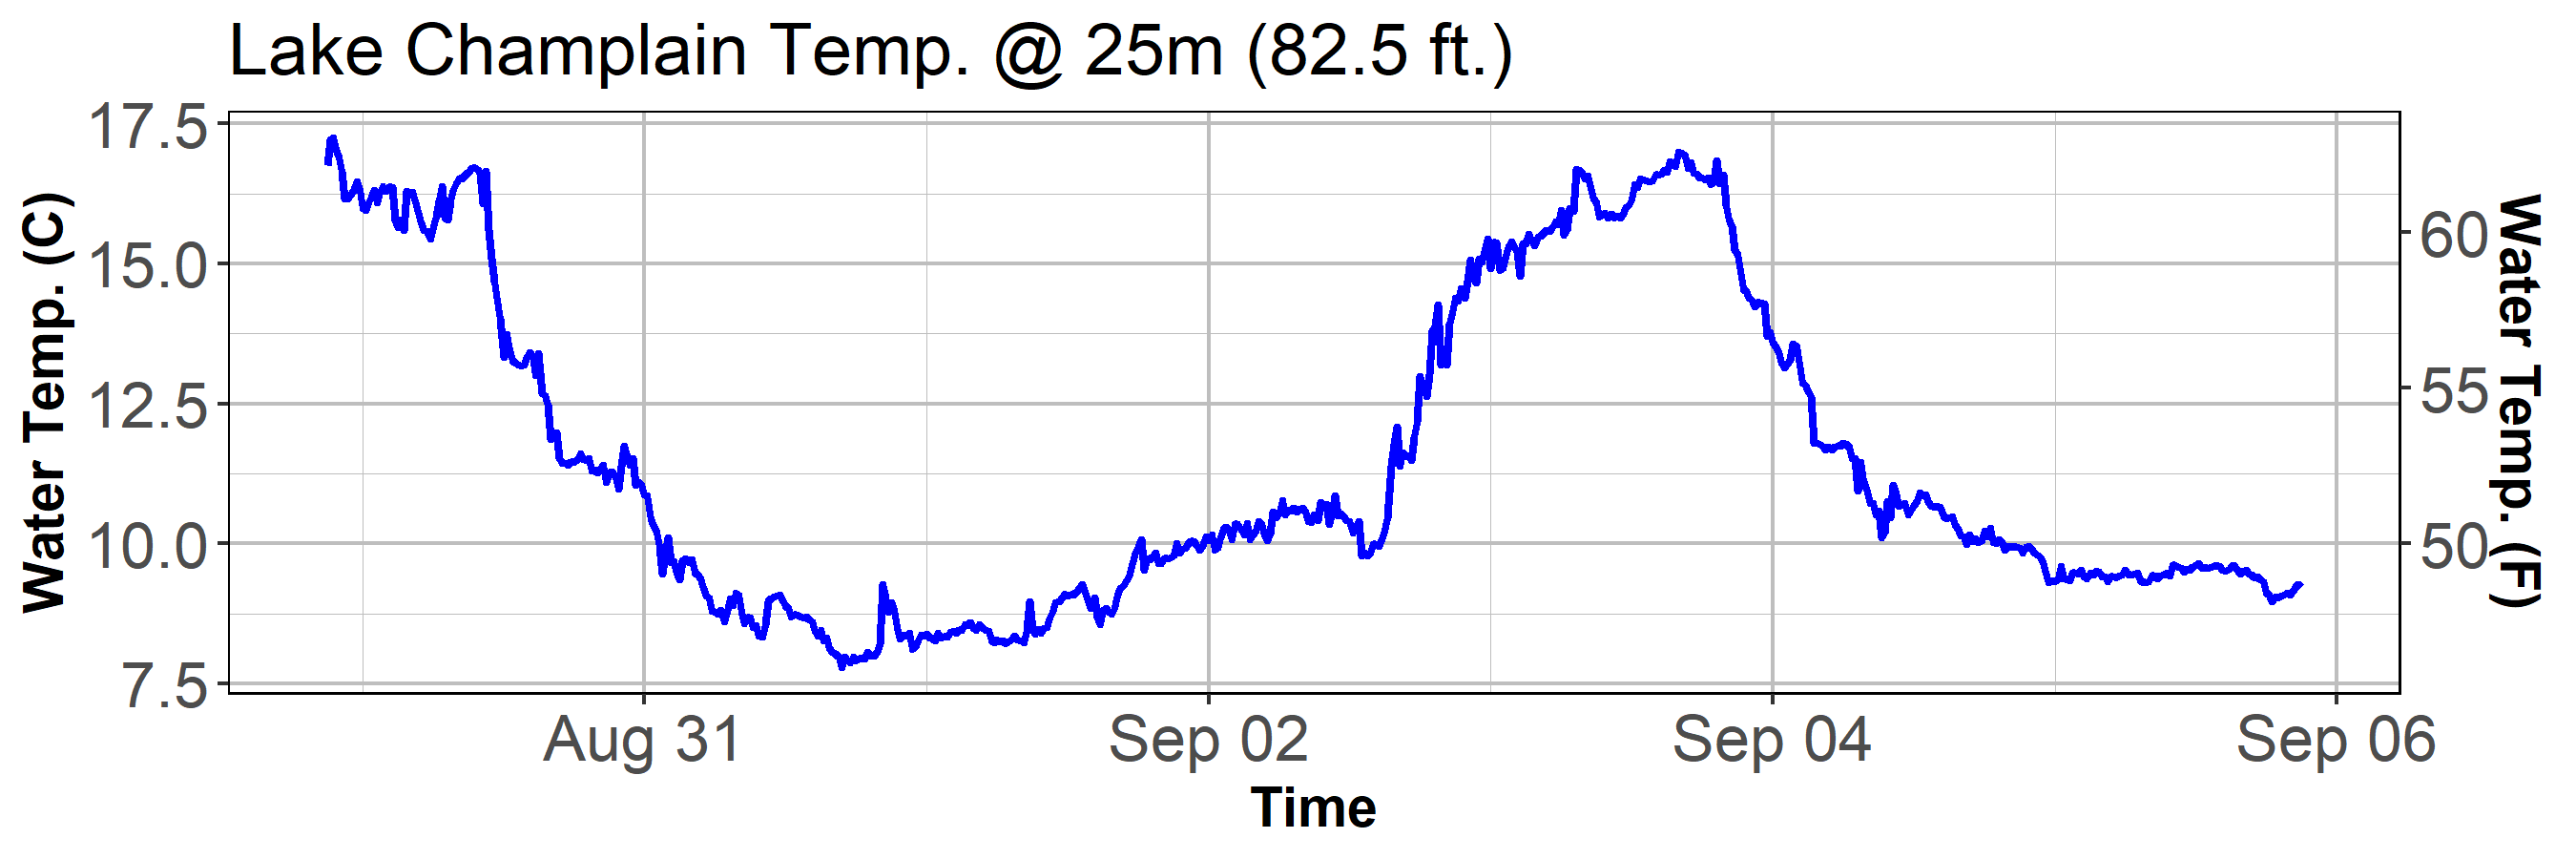 Lake Champlain Temp. @ 25m (82.5 ft.)
Water Temp. (C)
17.5
15.0
12.5
10.0
7.5
60
55
50
Water Temp. (F)
Aug 31
Sep 02
Sep 04
Sep 06
Time